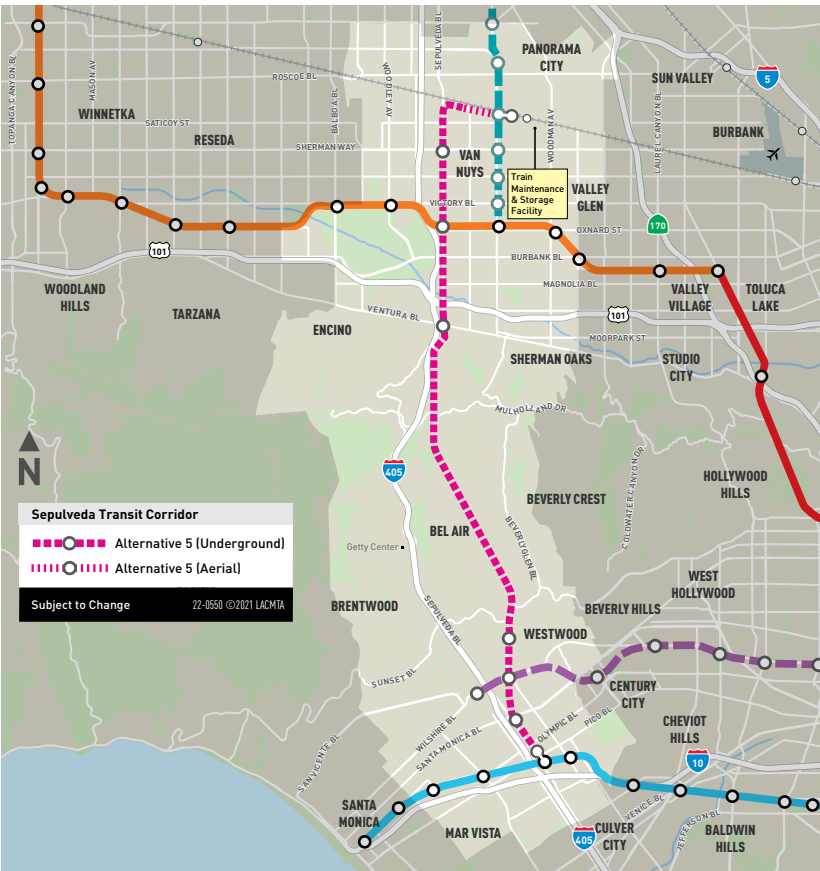 SEPULVEDA BL
PANORAMA
CITY
SUN VALLEY
5
TOPANGA CANYON BL
MASON AV
ROSCOE BL
WOODLEY AV
BALBOA BL
LAUREL CANYON BL
WINNETKA
SATICOY ST
RESEDA
SHERMAN WAY
WOODMAN AV
BURBANK
VAN
NUYS
Train
Maintenance
& Storage
Facility
VALLEY
GLEN
VICTORY BL
170
OXNARD ST
101
BURBANK BL
MAGNOLIA BL
WOODLAND
HILLS
TARZANA
VENTURA BL
ENCINO
VALLEY
VILLAGE
TOLUCA
LAKE
101
MOORPARK ST
SHERMAN OAKS
STUDIO
CITY
MULHOLLAND DR
N
405
COLDWATER CANYON DR
HOLLYWOOD
HILLS
BEVERLY CREST
Sepulveda Transit Corridor
Alternative 5 (Underground)
Alternative 5 (Aerial)
Subject to Change
22-0550 ©2021 LACMTA
BEL AIR
BEVERLY GLEN BL
Getty Center
BRENTWOOD
SEPULVEDA BL
WEST
HOLLYWOOD
BEVERLY HILLS
WESTWOOD
SUNSET BL
CENTURY
CITY
WILSHIRE BL
SANTA MONICA BL
OLYMPIC BL
PICO BL
CHEVIOT
HILLS
SAN VICENTE BL
10
SANTA
MONICA
MAR VISTA
405
CULVER
CITY
VENICE BL
JEFFERSON BL
BALDWIN
HILLS